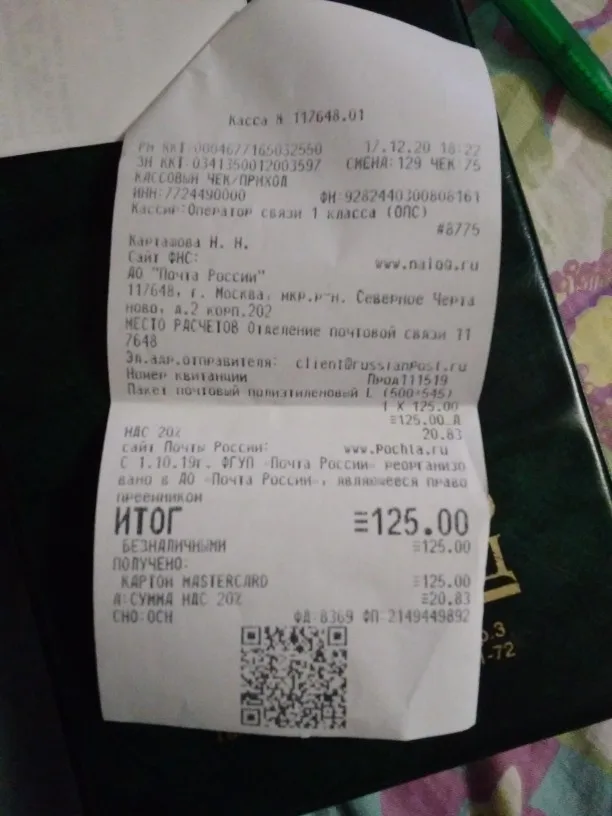 Касса № 117648.01
РН ККТ:0004677165032550 17.12.20 18:22
ЗН ККТ:0341350012003597 СМЕНА:129 ЧЕК:75
КАССОВЫЙ ЧЕК/ПРИХОД
ИНН:7724490000 ФН:9282440300808161
Кассир:Оператор связи 1 класса (ОПС)
#8775
Карташова Н. Н.
Сайт ФНС: www.nalog.ru
АО "Почта России"
117648, г. Москва, мкр.р-н. Северное Черта
ново, д.2 корп.202
МЕСТО РАСЧЕТОВ Отделение почтовой связи 11
7648
Эл.адр.отправителя: client@russianpost.ru
Номер квитанции Прод111519
Пакет почтовый полиэтиленовый L (500*545)
1 X 125.00
≡125.00_А
НДС 20% 20.83
сайт Почты России: www.Pochta.ru
С 1.10.19г. ФГУП «Почта России» реорганизо
вано в АО «Почта России», являющееся право
преемником
ИТОГ ≡125.00
БЕЗНАЛИЧНЫМИ ≡125.00
ПОЛУЧЕНО:
КАРТОЙ MASTERCARD ≡125.00
А:СУММА НДС 20% ≡20.83
СНО:ОСН ФД:8369 ФП:2149449892
р.3
1-72